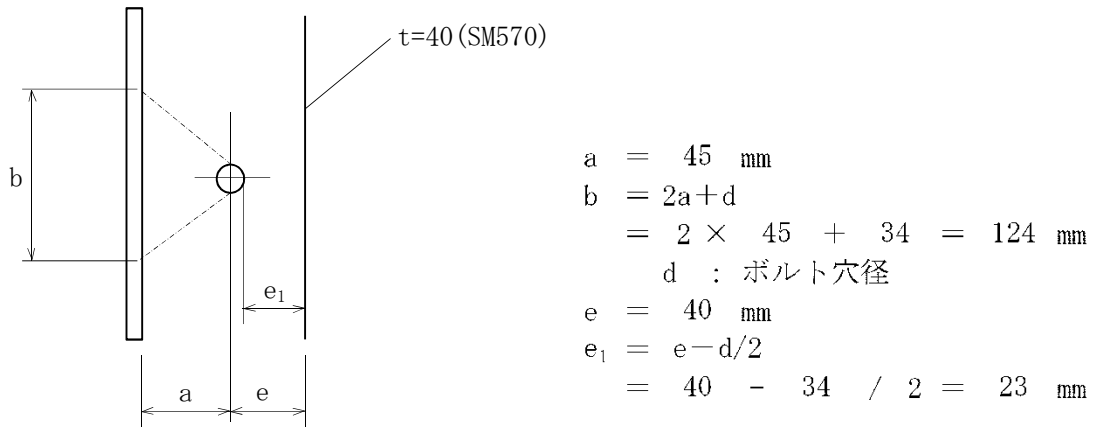 t=40(SM570)
b
e₁
a
e
a = 45 mm
b = 2a+d
= 2 × 45 + 34 = 124 mm
d : ボルト穴径
e = 40 mm
e₁ = e－d/2
= 40 - 34 / 2 = 23 mm